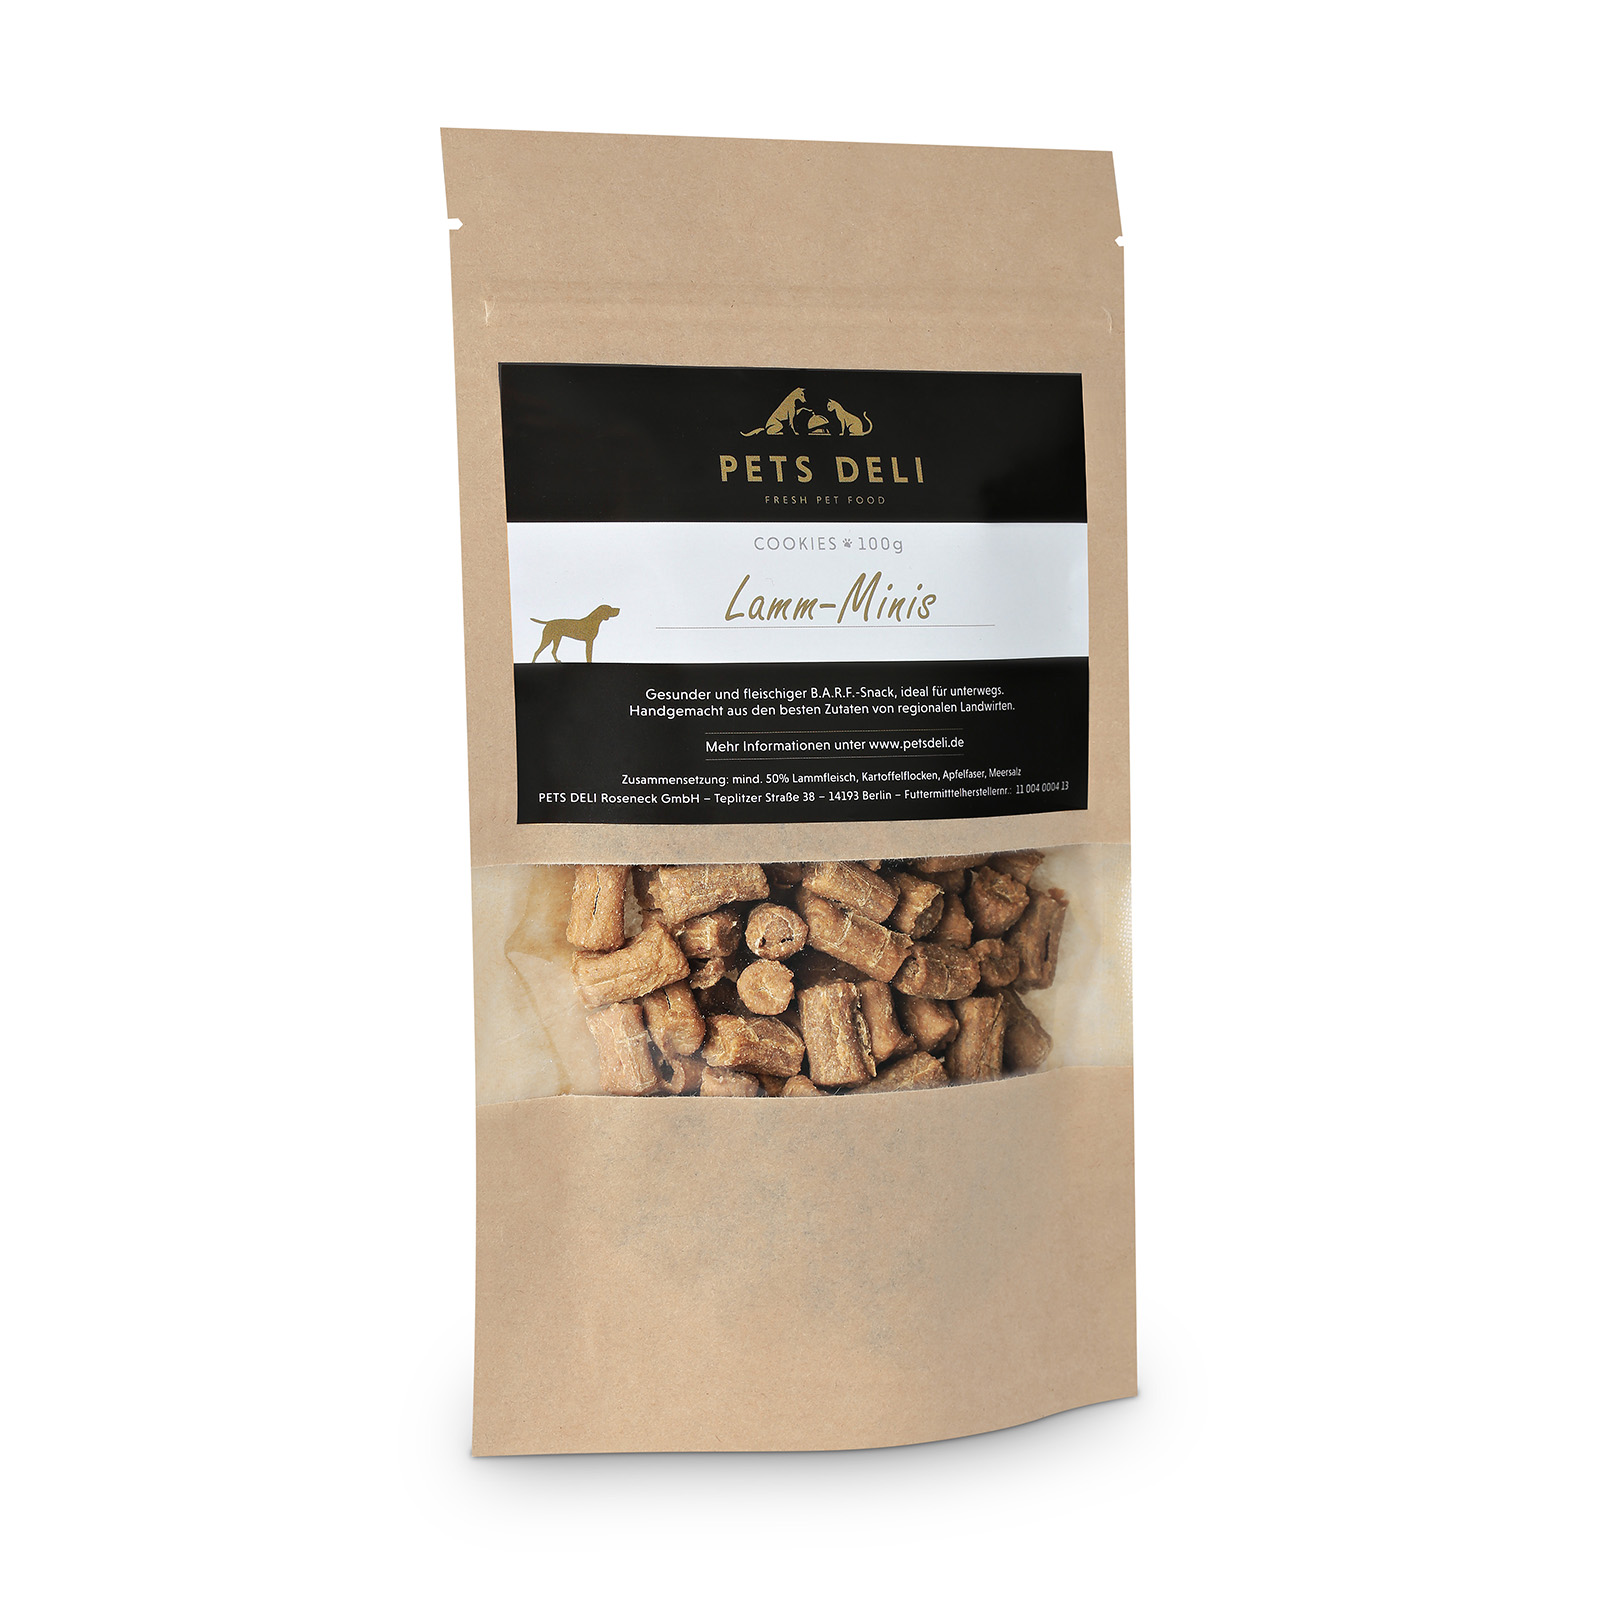 PETS DELI
FRESH PET FOOD
COOKIES 100g
Lamm-Minis
Gesunder und fleischiger B.A.R.F.-Snack, ideal für unterwegs.
Handgemacht aus den besten Zutaten von regionalen Landwirten.
Mehr Informationen unter www.petsdeli.de
Zusammensetzung: mind. 50% Lammfleisch, Kartoffelflocken, Apfelfaser, Meersalz
PETS DELI Roseneck GmbH – Teplitzer Straße 38 – 14193 Berlin – Futtermitttelherstellernr.: 11 004 0004 13